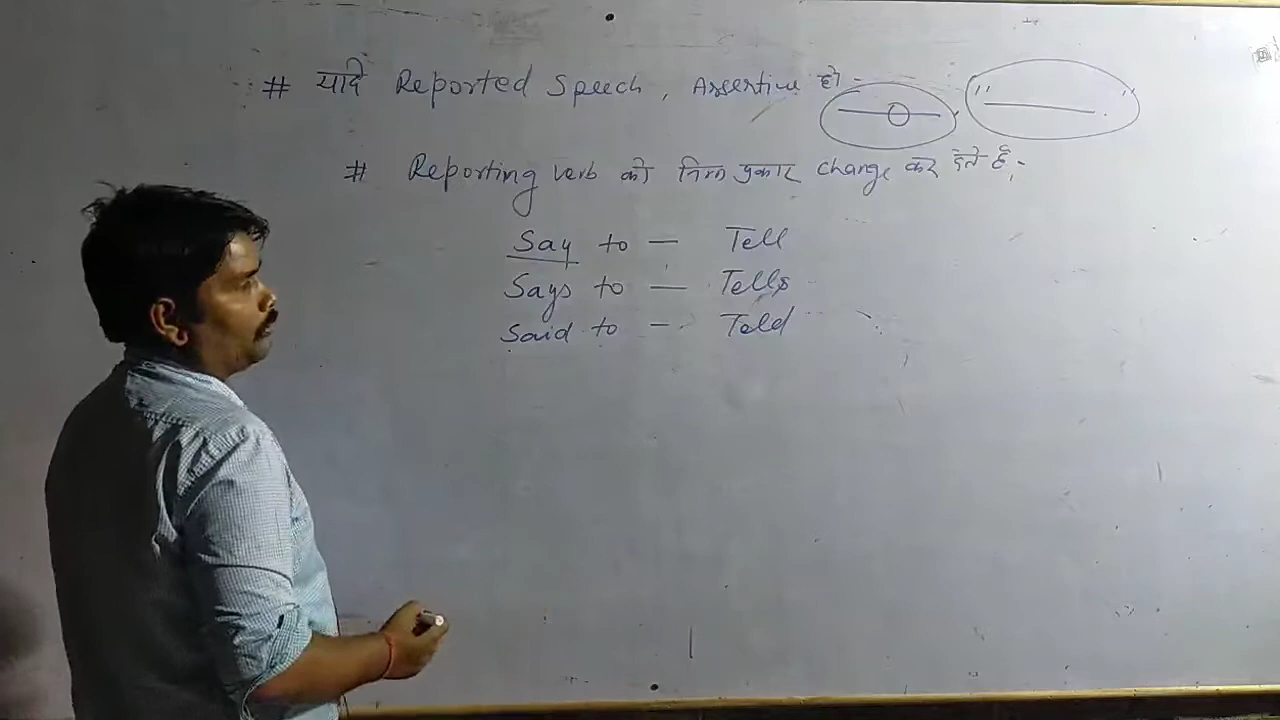 # यदि Reported Speech, Assertive हो -
" "
# Reporting verb को निम्न प्रकार change कर देते हैं;-
Say to — Tell
Says to — Tells
Said to — Told